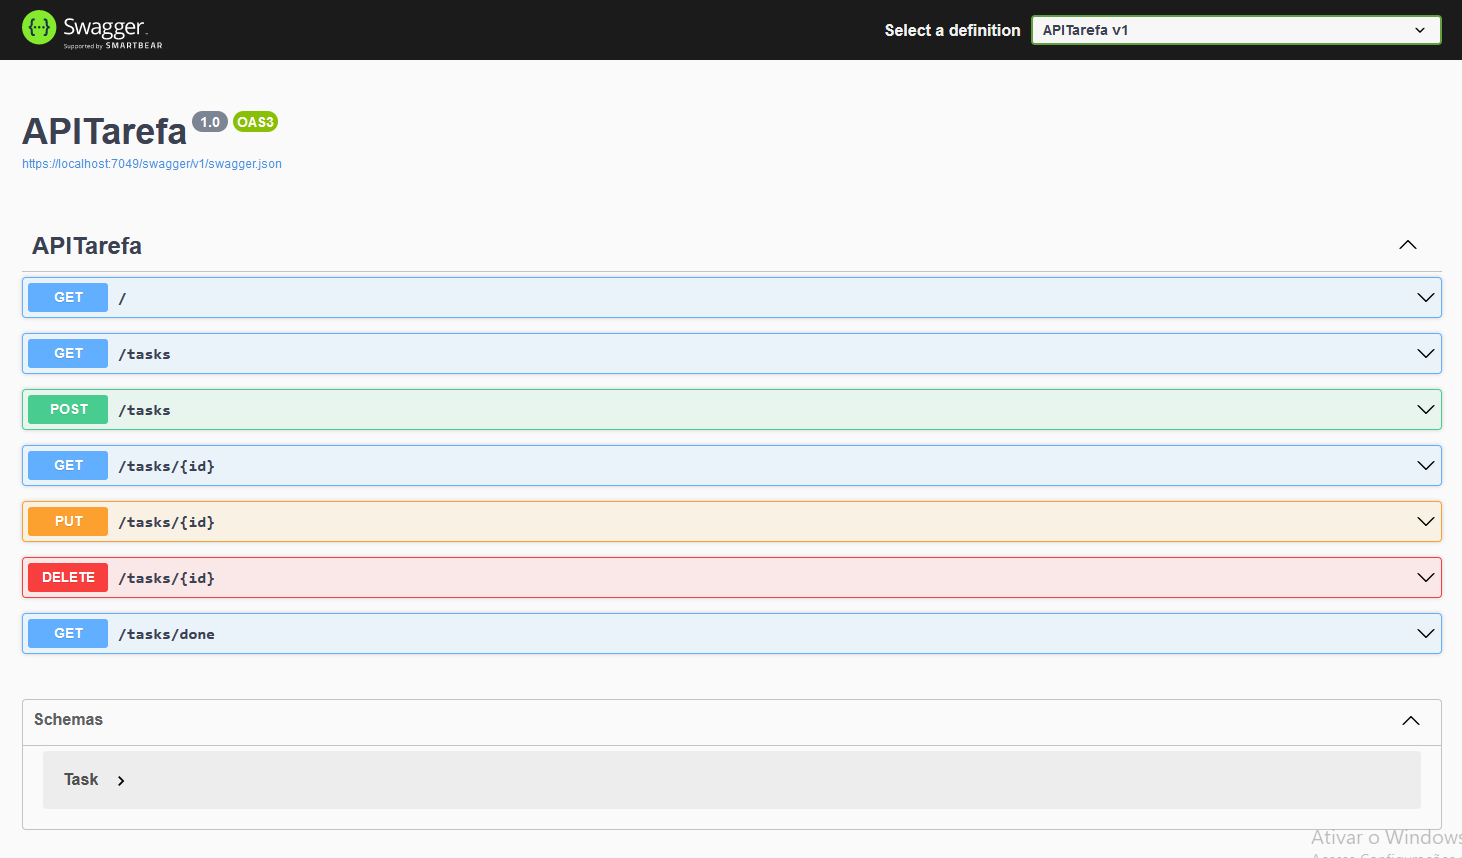 Swagger
Supported by SMARTBEAR
Select a definition
APITarefa v1
APITarefa 1.0 OAS3
https://localhost:7049/swagger/v1/swagger.json
APITarefa
GET /
GET /tasks
POST /tasks
GET /tasks/{id}
PUT /tasks/{id}
DELETE /tasks/{id}
GET /tasks/done
Schemas
Task
Ativar o Windows